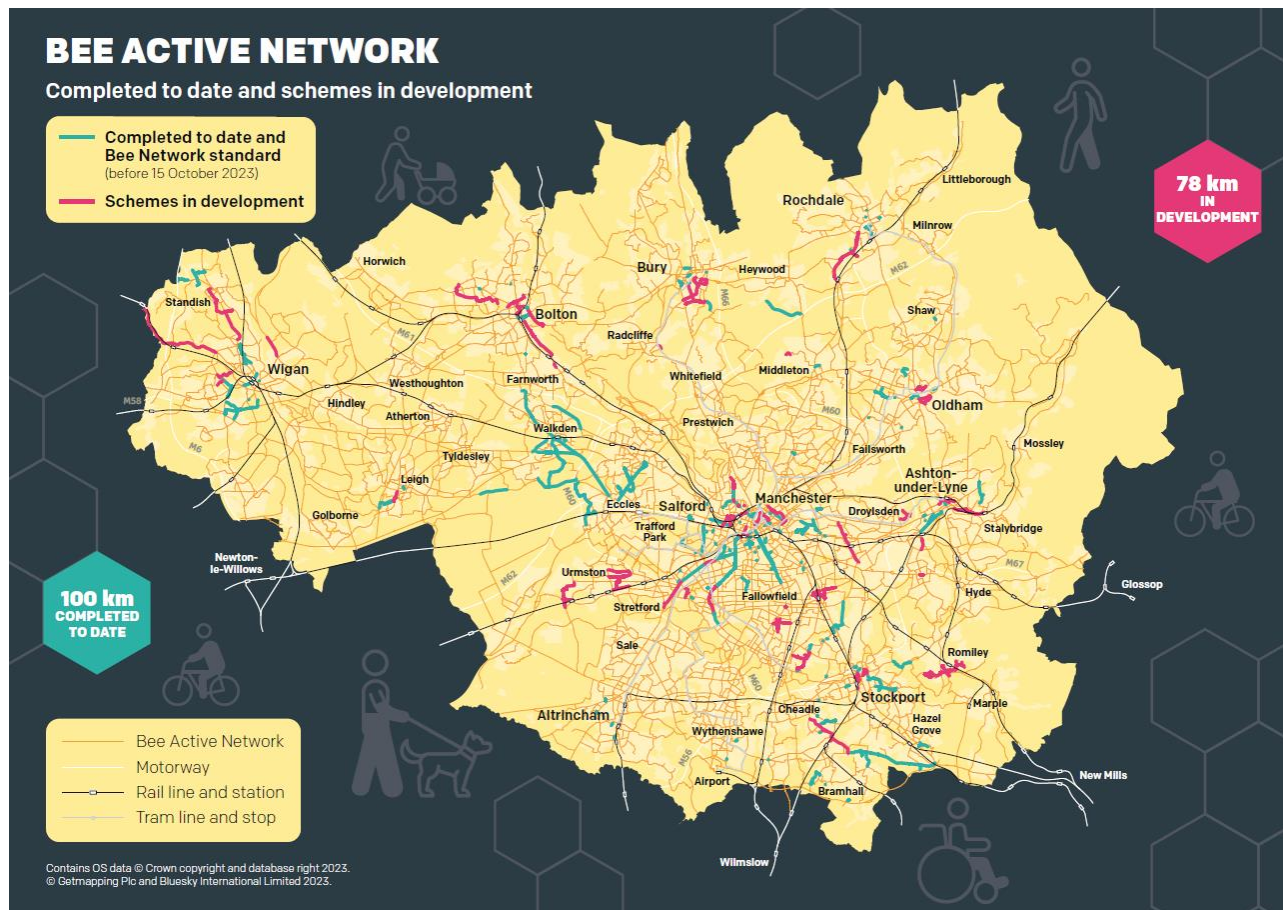 BEE ACTIVE NETWORK
Completed to date and schemes in development
Completed to date and
Bee Network standard
(before 15 October 2023)
Schemes in development
78 km
IN
DEVELOPMENT
100 km
COMPLETED
TO DATE
Littleborough
Rochdale
Milnrow
Horwich
Bury
Heywood
M62
Standish
M66
Bolton
Shaw
M61
Radcliffe
Wigan
Whitefield
Middleton
Westhoughton
Farnworth
M58
Hindley
Atherton
M60
Oldham
Prestwich
Walkden
M6
Tyldesley
Failsworth
Mossley
Leigh
Ashton-
under-Lyne
M60
Eccles
Salford
Manchester
Droylsden
Golborne
Trafford
Park
Stalybridge
Newton-
le-Willows
M62
Urmston
M67
Glossop
Stretford
Fallowfield
Hyde
Sale
Romiley
M60
Stockport
Marple
Altrincham
Cheadle
Hazel
Grove
Wythenshawe
M56
Airport
Bramhall
New Mills
Wilmslow
Bee Active Network
Motorway
Rail line and station
Tram line and stop
Contains OS data © Crown copyright and database right 2023.
© Getmapping Plc and Bluesky International Limited 2023.